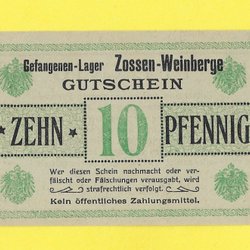 Gefangenen-Lager Zossen-Weinberge
GUTSCHEIN
ZEHN 10 PFENNIG
Wer diesen Schein nachmacht oder ver-
fälscht oder Fälschungen verausgabt, wird
strafrechtlich verfolgt.
Kein öffentliches Zahlungsmittel.